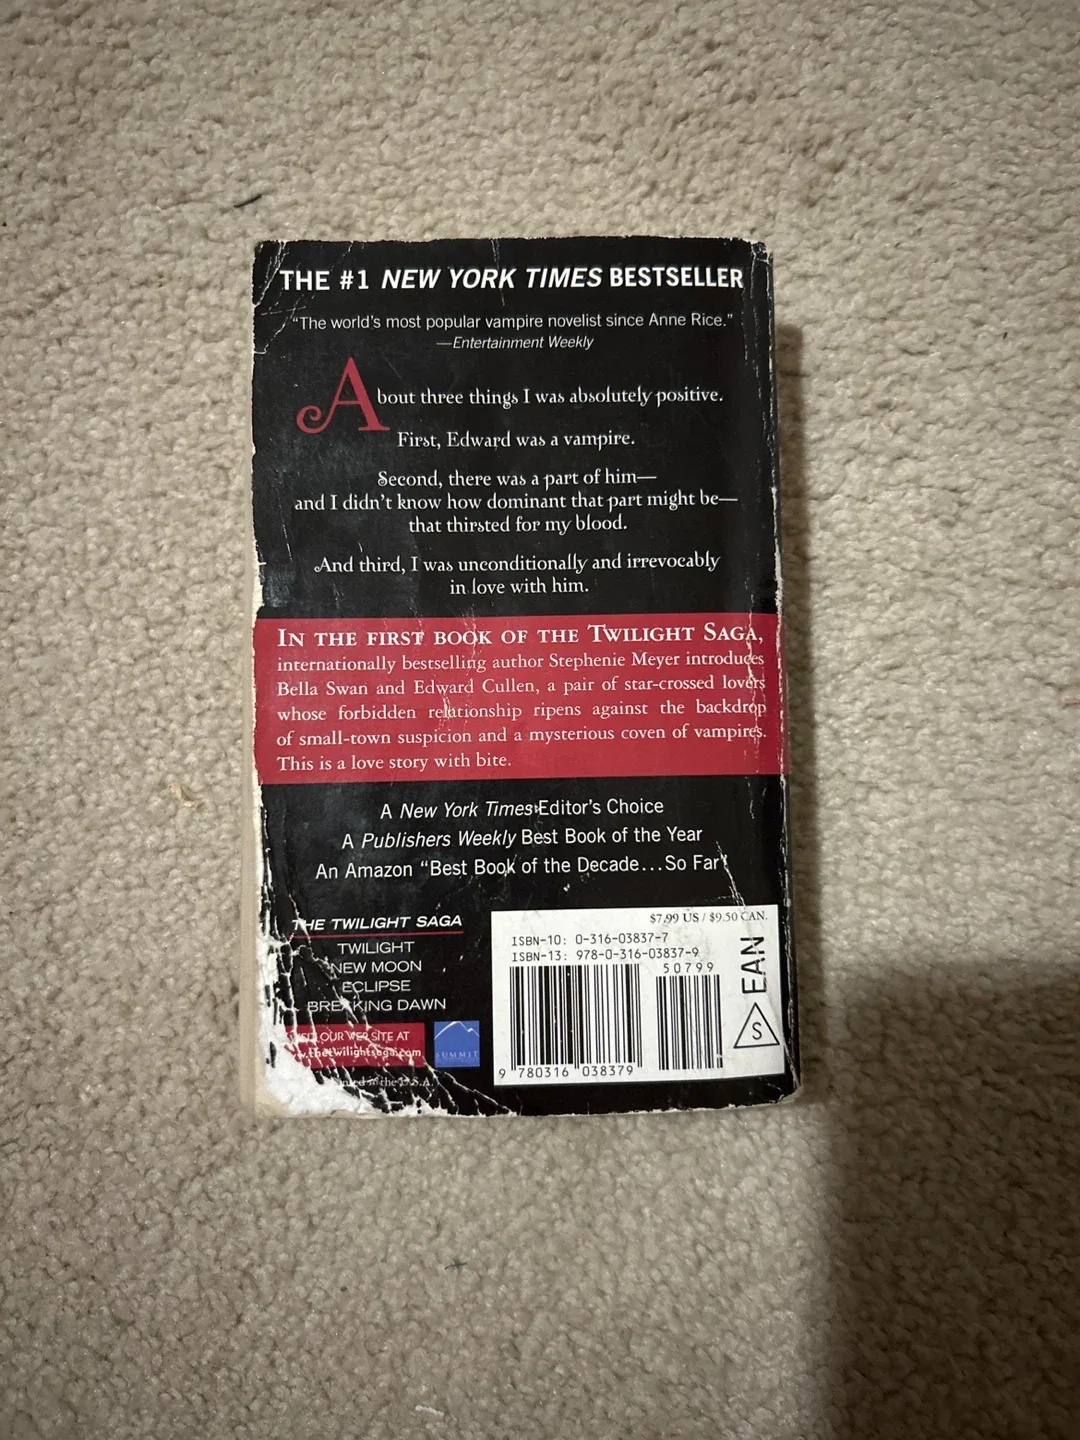 THE #1 NEW YORK TIMES BESTSELLER
"The world's most popular vampire novelist since Anne Rice."
—Entertainment Weekly
About three things I was absolutely positive.
First, Edward was a vampire.
Second, there was a part of him—
and I didn't know how dominant that part might be—
that thirsted for my blood.
And third, I was unconditionally and irrevocably
in love with him.
IN THE FIRST BOOK OF THE TWILIGHT SAGA,
internationally bestselling author Stephenie Meyer introduces
Bella Swan and Edward Cullen, a pair of star-crossed lovers
whose forbidden relationship ripens against the backdrop
of small-town suspicion and a mysterious coven of vampires.
This is a love story with bite.
A New York Times Editor's Choice
A Publishers Weekly Best Book of the Year
An Amazon "Best Book of the Decade...So Far"
THE TWILIGHT SAGA
TWILIGHT
NEW MOON
ECLIPSE
BREAKING DAWN
OUR WEB SITE AT
thetwilightsaga.com
SUMMIT
in the U.S.A.
$7.99 US / $9.50 CAN.
ISBN-10: 0-316-03837-7
ISBN-13: 978-0-316-03837-9
50799
9 780316 038379
EAN
S